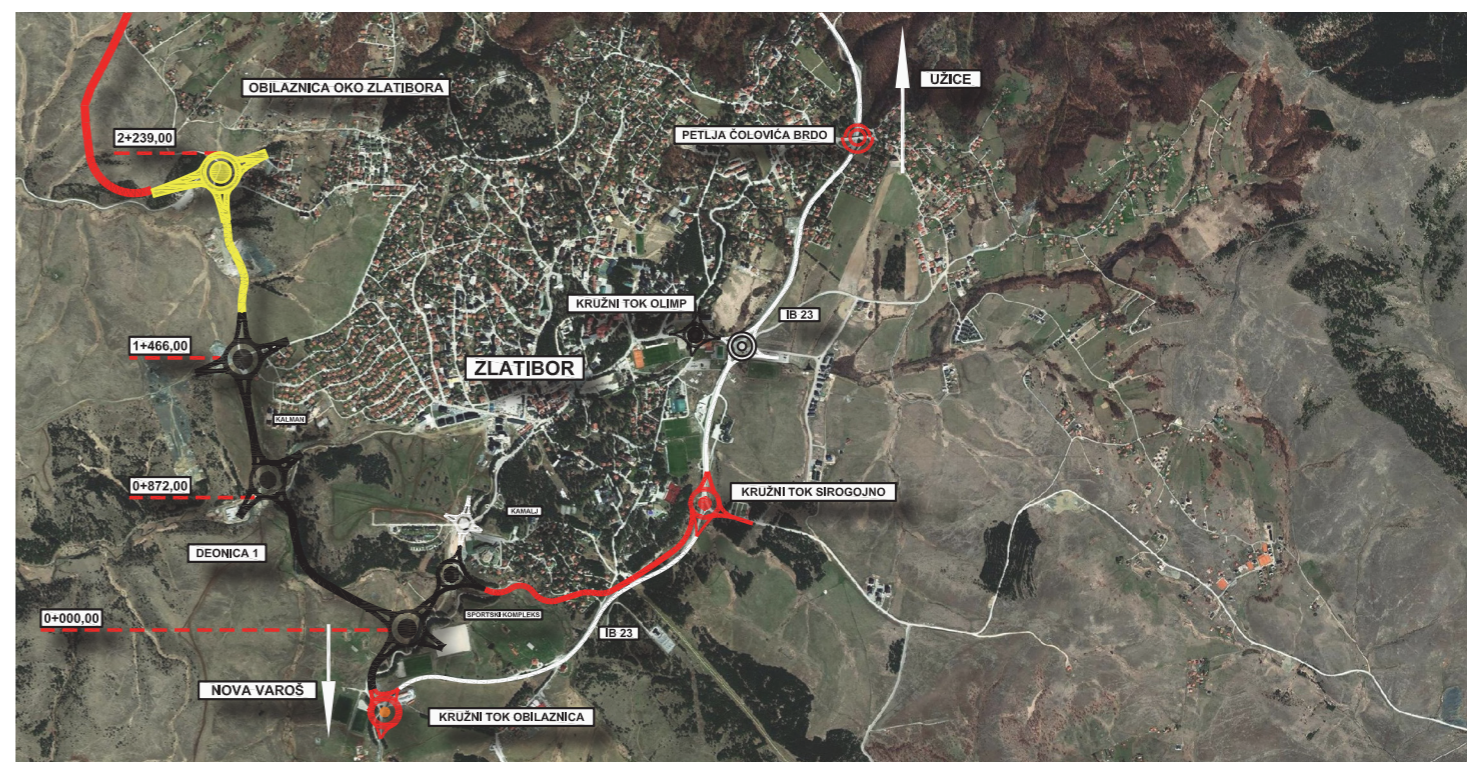 OBILAZNICA OKO ZLATIBORA
UŽICE
2+239,00
PETLJA ČOLOVIĆA BRDO
KRUŽNI TOK OLIMP
IB 23
1+466,00
ZLATIBOR
KALMAN
0+872,00
KRUŽNI TOK SIROGOJNO
KAMALJ
DEONICA 1
0+000,00
SPORTSKI KOMPLEKS
IB 23
NOVA VAROŠ
KRUŽNI TOK OBILAZNICA